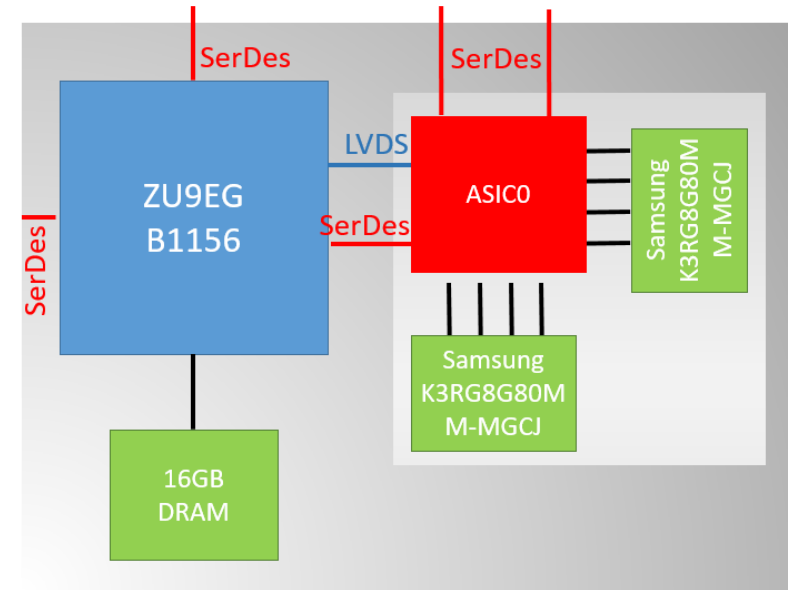 SerDes
SerDes
LVDS
ZU9EG
B1156
ASIC0
Samsung
K3RG8G80M
M-MGCJ
SerDes
SerDes
Samsung
K3RG8G80M
M-MGCJ
16GB
DRAM